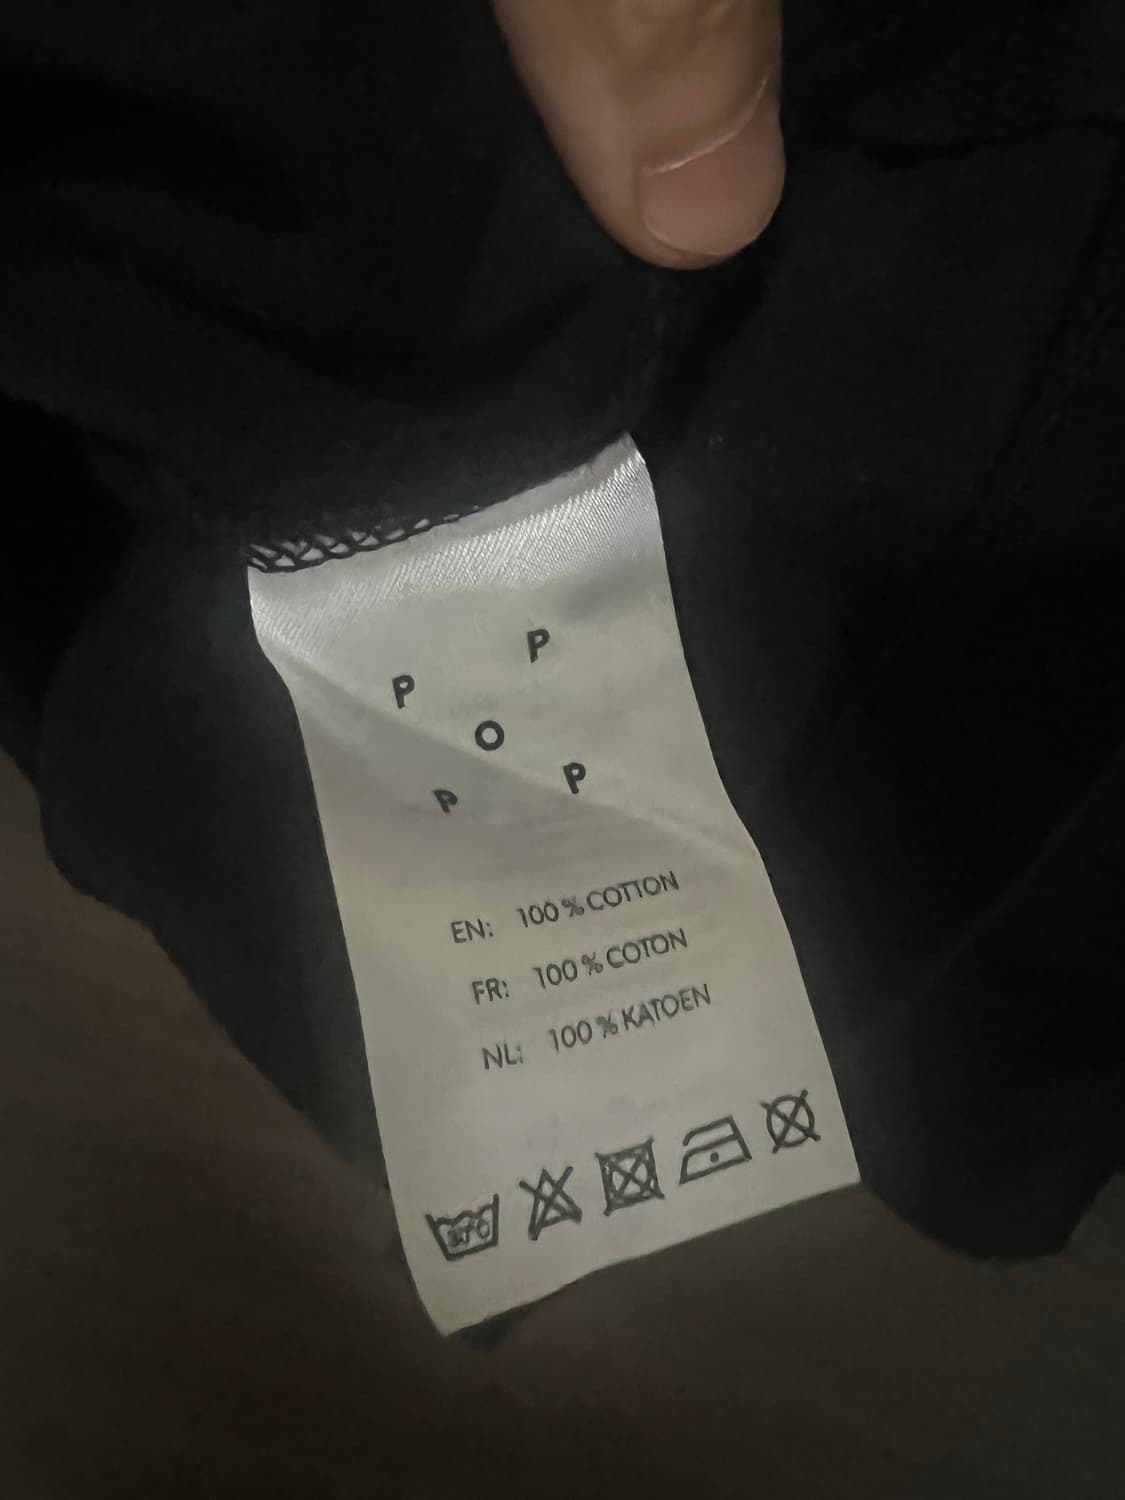 P P
O
P P
EN: 100 % COTTON
FR: 100 % COTON
NL: 100 % KATOEN